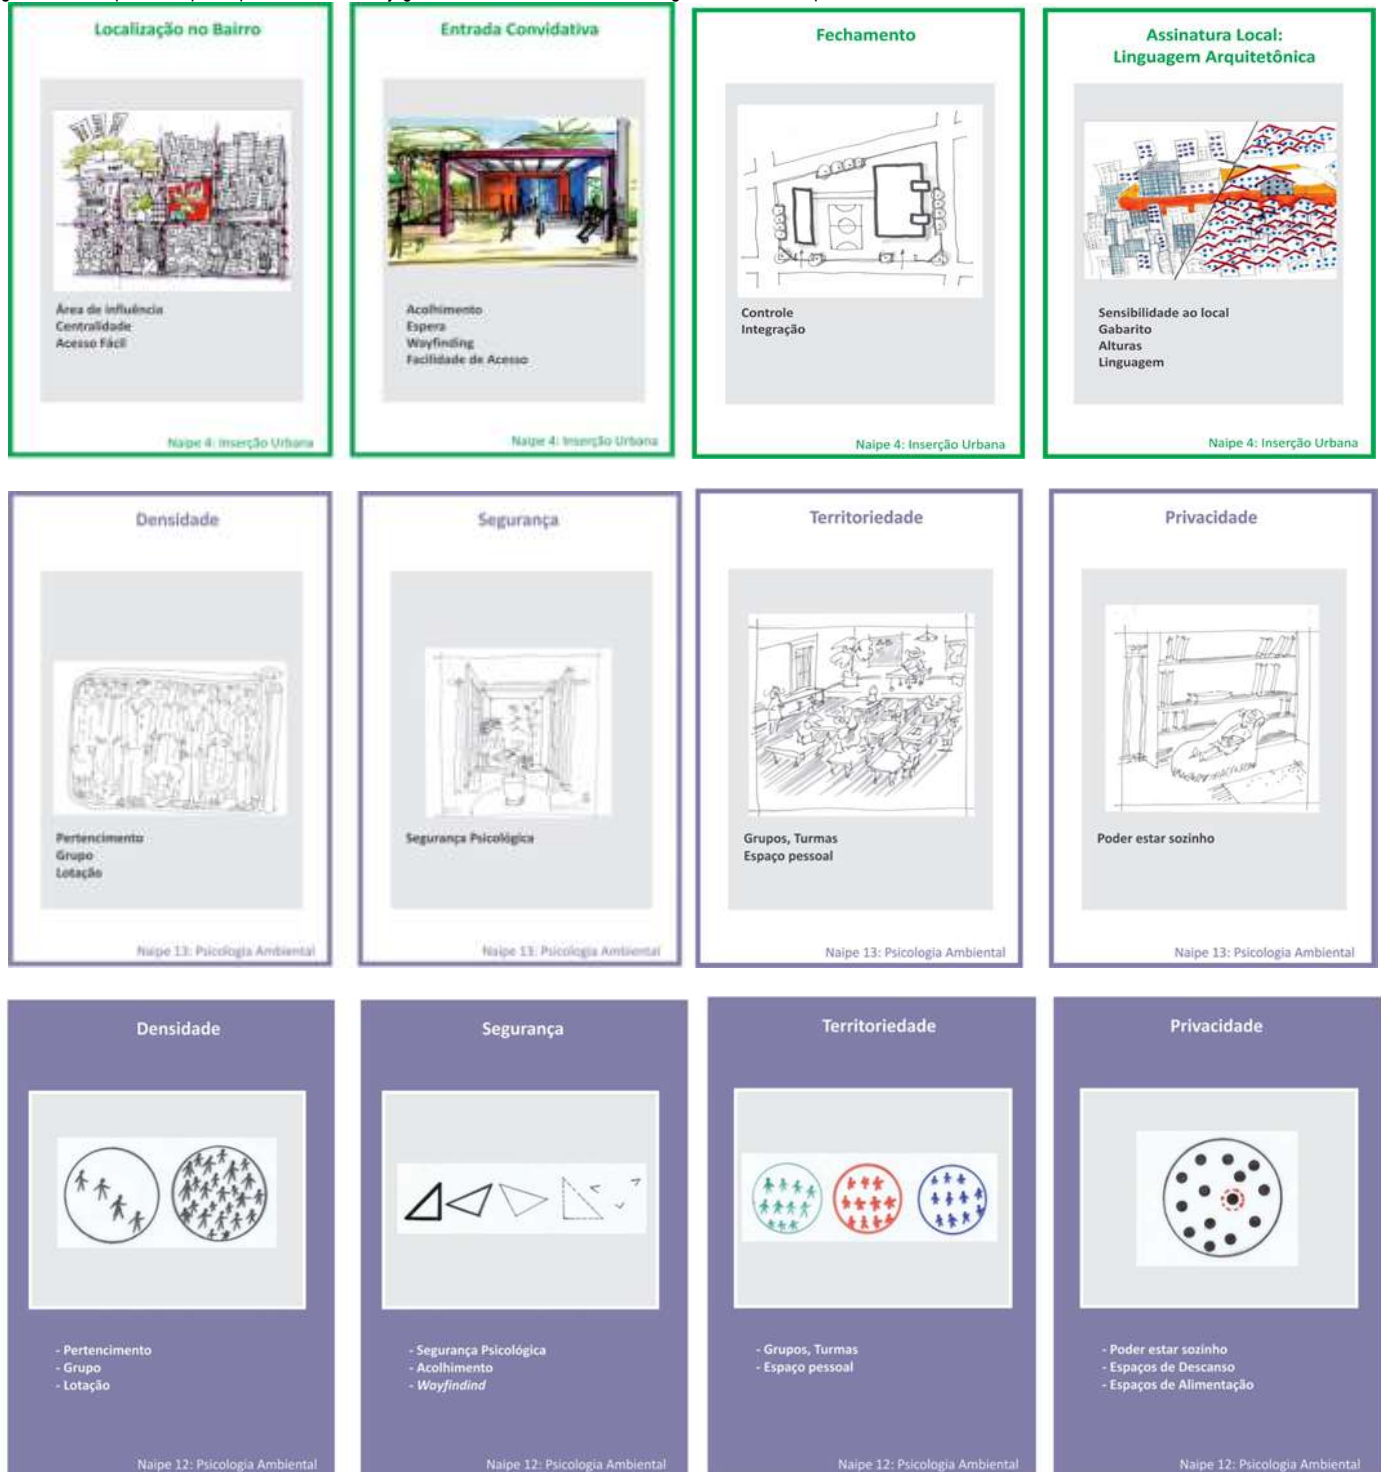 Localização no Bairro
Área de influência
Centralidade
Acesso Fácil
Naipe 4: Inserção Urbana
Entrada Convidativa
Acolhimento
Espera
Wayfinding
Facilidade de Acesso
Naipe 4: Inserção Urbana
Fechamento
Controle
Integração
Naipe 4: Inserção Urbana
Assinatura Local:
Linguagem Arquitetônica
Sensibilidade ao local
Gabarito
Alturas
Linguagem
Naipe 4: Inserção Urbana
Densidade
Pertencimento
Grupo
Lotação
Naipe 13: Psicologia Ambiental
Segurança
Segurança Psicológica
Naipe 13: Psicologia Ambiental
Territoriedade
Grupos, Turmas
Espaço pessoal
Naipe 13: Psicologia Ambiental
Privacidade
Poder estar sozinho
Naipe 13: Psicologia Ambiental
Densidade
- Pertencimento
- Grupo
- Lotação
Naipe 12: Psicologia Ambiental
Segurança
- Segurança Psicológica
- Acolhimento
- Wayfindind
Naipe 12: Psicologia Ambiental
Territoriedade
- Grupos, Turmas
- Espaço pessoal
Naipe 12: Psicologia Ambiental
Privacidade
- Poder estar sozinho
- Espaços de Descanso
- Espaços de Alimentação
Naipe 12: Psicologia Ambiental